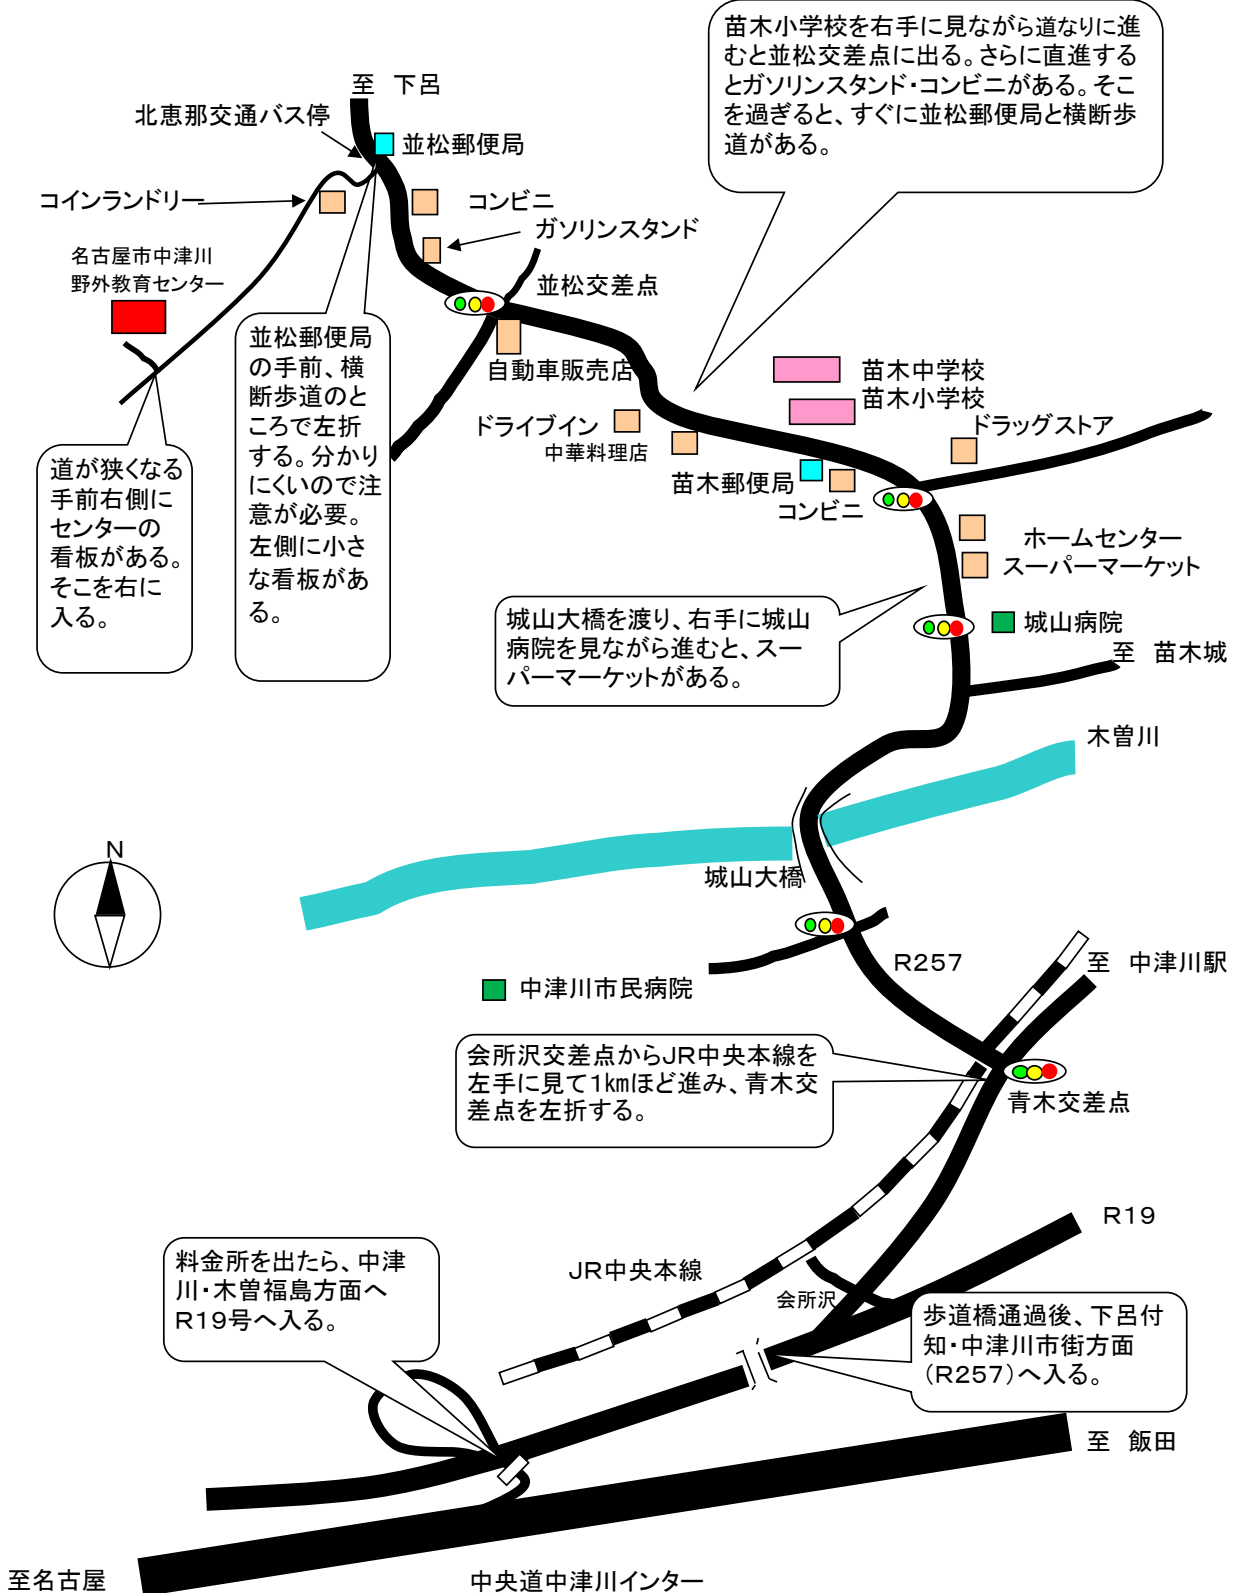 苗木小学校を右手に見ながら道なりに進
むと並松交差点に出る。さらに直進する
とガソリンスタンド・コンビニがある。そこ
を過ぎると、すぐに並松郵便局と横断歩
道がある。
至　下呂
北恵那交通バス停
並松郵便局
コインランドリー
コンビニ
ガソリンスタンド
名古屋市中津川
野外教育センター
並松交差点
並松郵便局
の手前、横
断歩道のと
ころで左折
する。分かり
にくいので注
意が必要。
左側に小さ
な看板があ
る。
自動車販売店
苗木中学校
苗木小学校
ドライブイン
中華料理店
ドラッグストア
道が狭くなる
手前右側に
センターの
看板がある。
そこを右に
入る。
苗木郵便局
コンビニ
ホームセンター
スーパーマーケット
城山大橋を渡り、右手に城山
病院を見ながら進むと、スー
パーマーケットがある。
城山病院
至　苗木城
木曽川
N
城山大橋
R257
至　中津川駅
中津川市民病院
会所沢交差点からJR中央本線を
左手に見て1㎞ほど進み、青木交
差点を左折する。
青木交差点
R19
料金所を出たら、中津
川・木曽福島方面へ
R19号へ入る。
JR中央本線
会所沢
歩道橋通過後、下呂付
知・中津川市街方面
(R257)へ入る。
至　飯田
至名古屋
中央道中津川インター